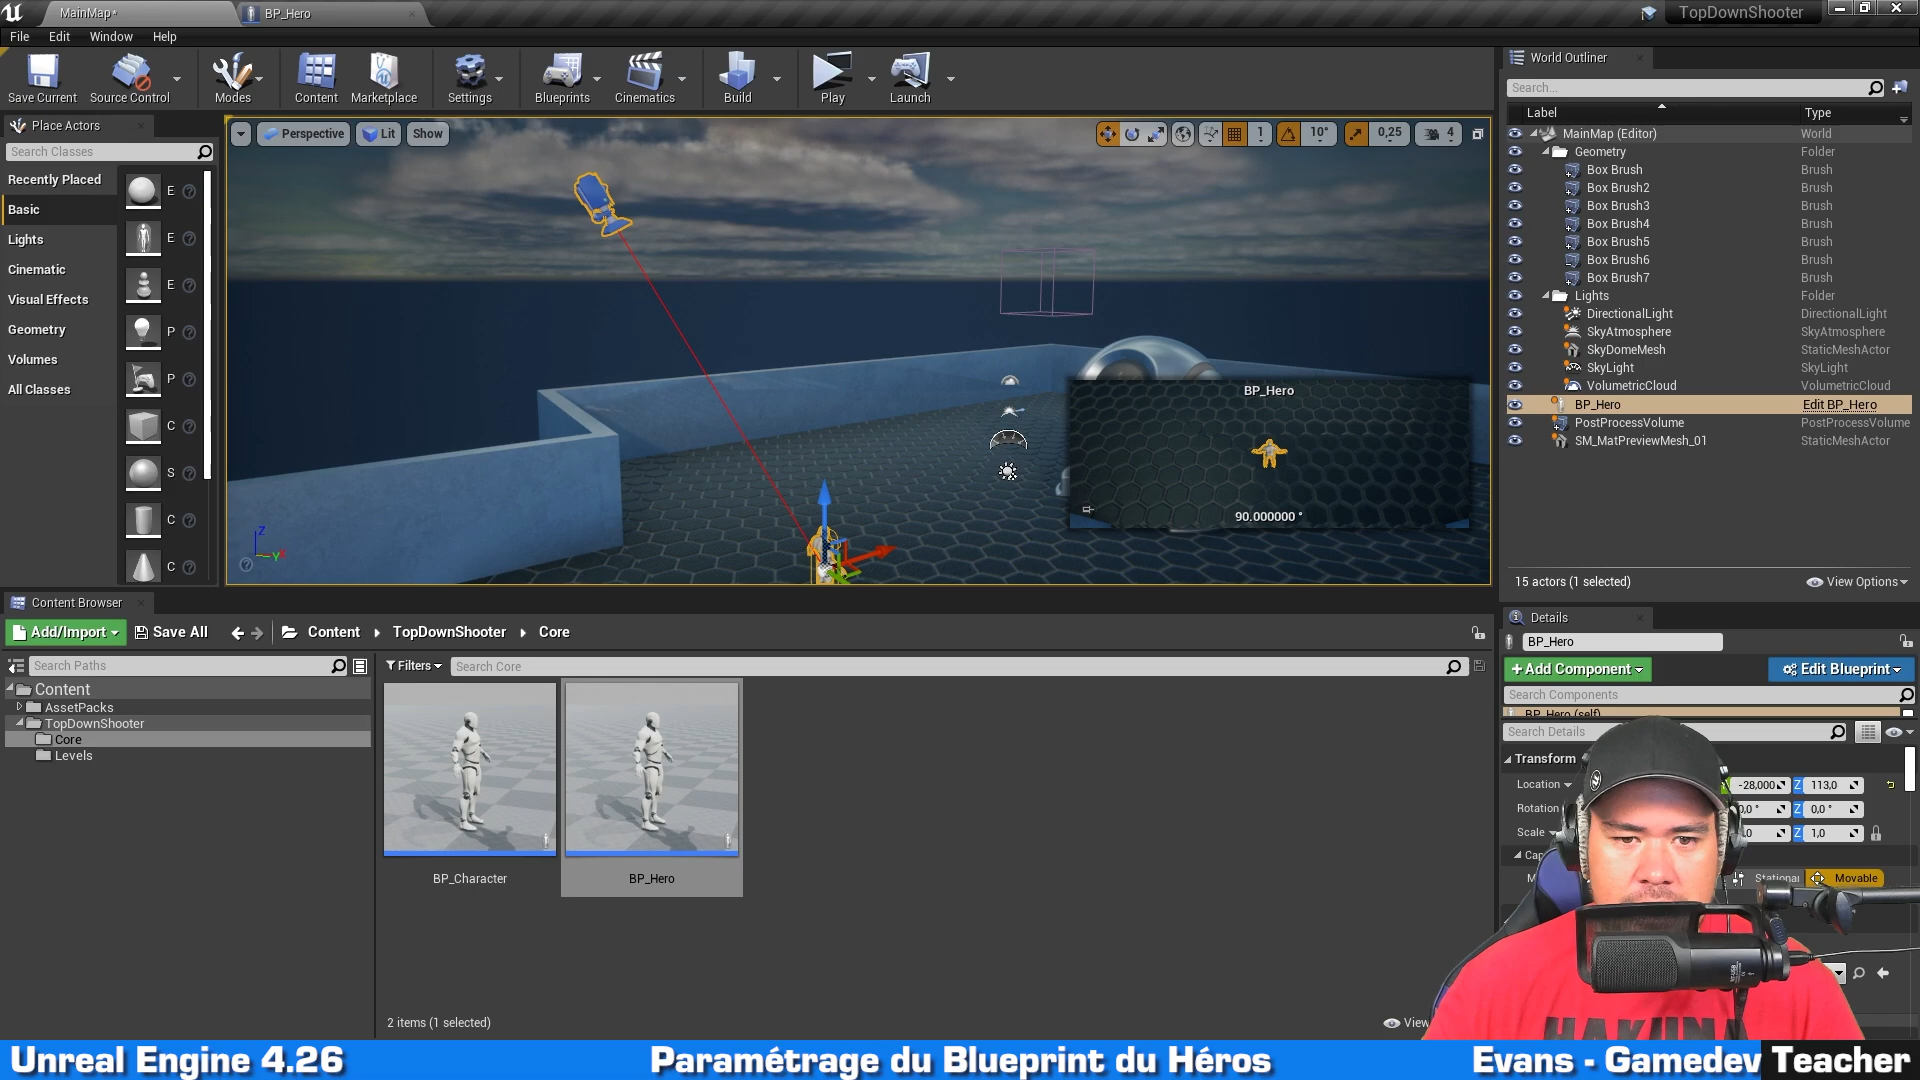 MainMap*
BP_Hero
TopDownShooter
File
Edit
Window
Help
Save Current
Source Control
Modes
Content
Marketplace
Settings
Blueprints
Cinematics
Build
Play
Launch
Place Actors
Search Classes
Recently Placed
Basic
Lights
Cinematic
Visual Effects
Geometry
Volumes
All Classes
E
E
E
P
P
C
S
C
C
Perspective
Lit
Show
1
10°
0,25
4
BP_Hero
90.000000 °
Z
Y
World Outliner
Search...
Label
Type
MainMap (Editor) World
Geometry Folder
Box Brush Brush
Box Brush2 Brush
Box Brush3 Brush
Box Brush4 Brush
Box Brush5 Brush
Box Brush6 Brush
Box Brush7 Brush
Lights Folder
DirectionalLight DirectionalLight
SkyAtmosphere SkyAtmosphere
SkyDomeMesh StaticMeshActor
SkyLight SkyLight
VolumetricCloud VolumetricCloud
BP_Hero Edit BP_Hero
PostProcessVolume PostProcessVolume
SM_MatPreviewMesh_01 StaticMeshActor
15 actors (1 selected)
View Options
Content Browser
Add/Import
Save All
Content
TopDownShooter
Core
Search Paths
Filters
Search Core
Content
AssetPacks
TopDownShooter
Core
Levels
BP_Character
BP_Hero
2 items (1 selected)
View
Details
BP_Hero
Add Component
Edit Blueprint
Search Components
BP_Hero (self)
Search Details
Transform
Location -28,000 Z 113,0
Rotation 0,0 ° Z 0,0 °
Scale Z 1,0
Movable
Unreal Engine 4.26
Paramétrage du Blueprint du Héros
Evans - Gamedev Teacher